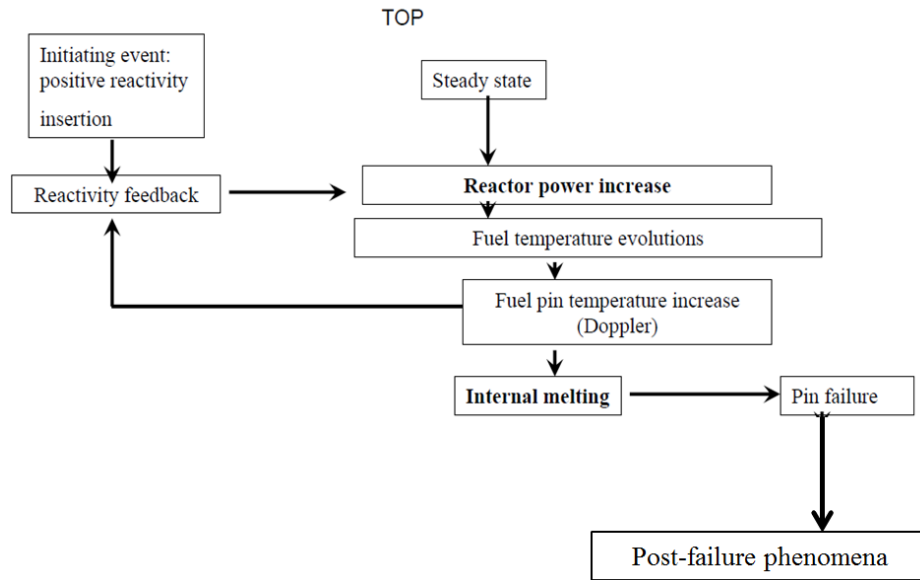 TOP
Initiating event:
positive reactivity
insertion
Steady state
Reactivity feedback
Reactor power increase
Fuel temperature evolutions
Fuel pin temperature increase
(Doppler)
Internal melting
Pin failure
Post-failure phenomena